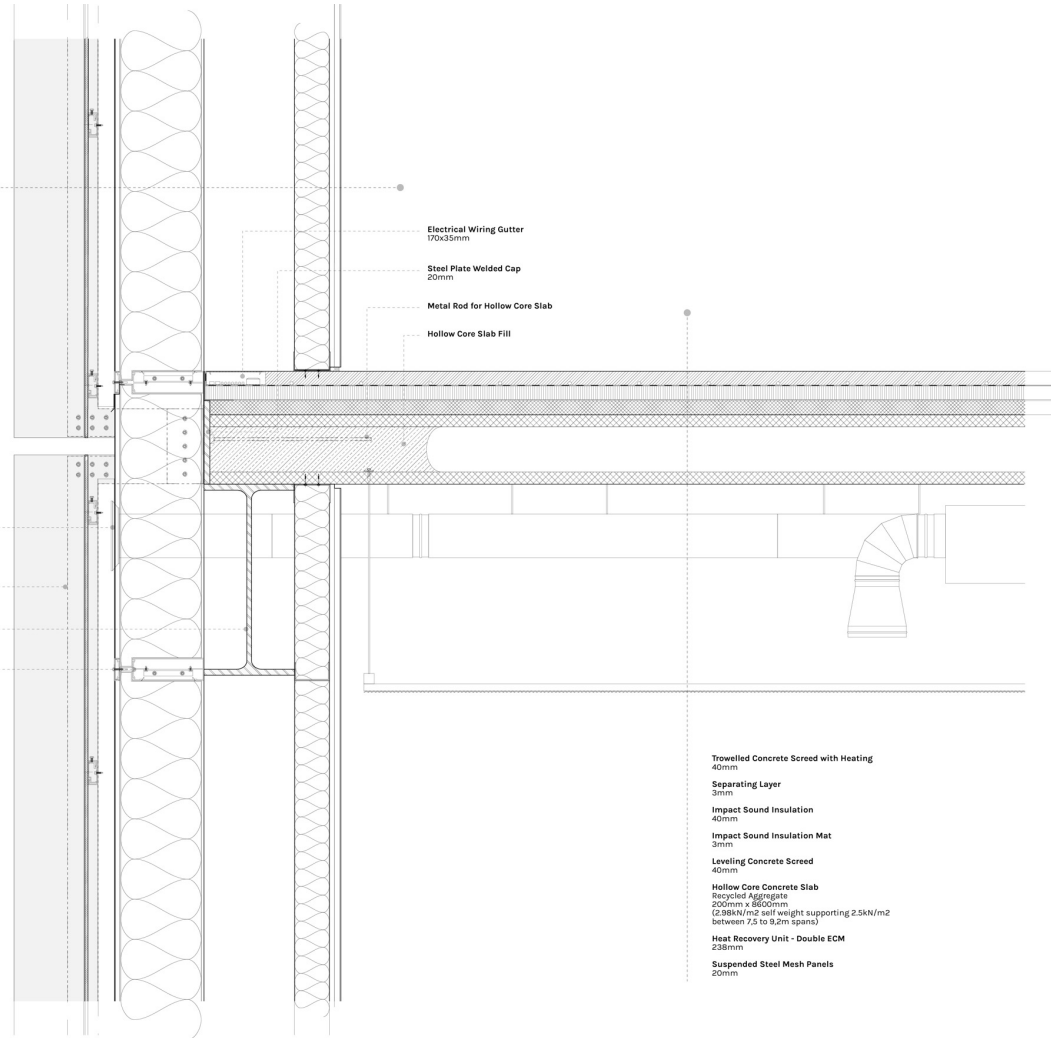 Electrical Wiring Gutter
170x35mm
Steel Plate Welded Cap
20mm
Metal Rod for Hollow Core Slab
Hollow Core Slab Fill
Trowelled Concrete Screed with Heating
40mm
Separating Layer
3mm
Impact Sound Insulation
40mm
Impact Sound Insulation Mat
3mm
Leveling Concrete Screed
40mm
Hollow Core Concrete Slab
Recycled Aggregate
200mm x 8600mm
(2.98kN/m2 self weight supporting 2.5kN/m2
between 7,5 to 9,2m spans)
Heat Recovery Unit - Double ECM
238mm
Suspended Steel Mesh Panels
20mm